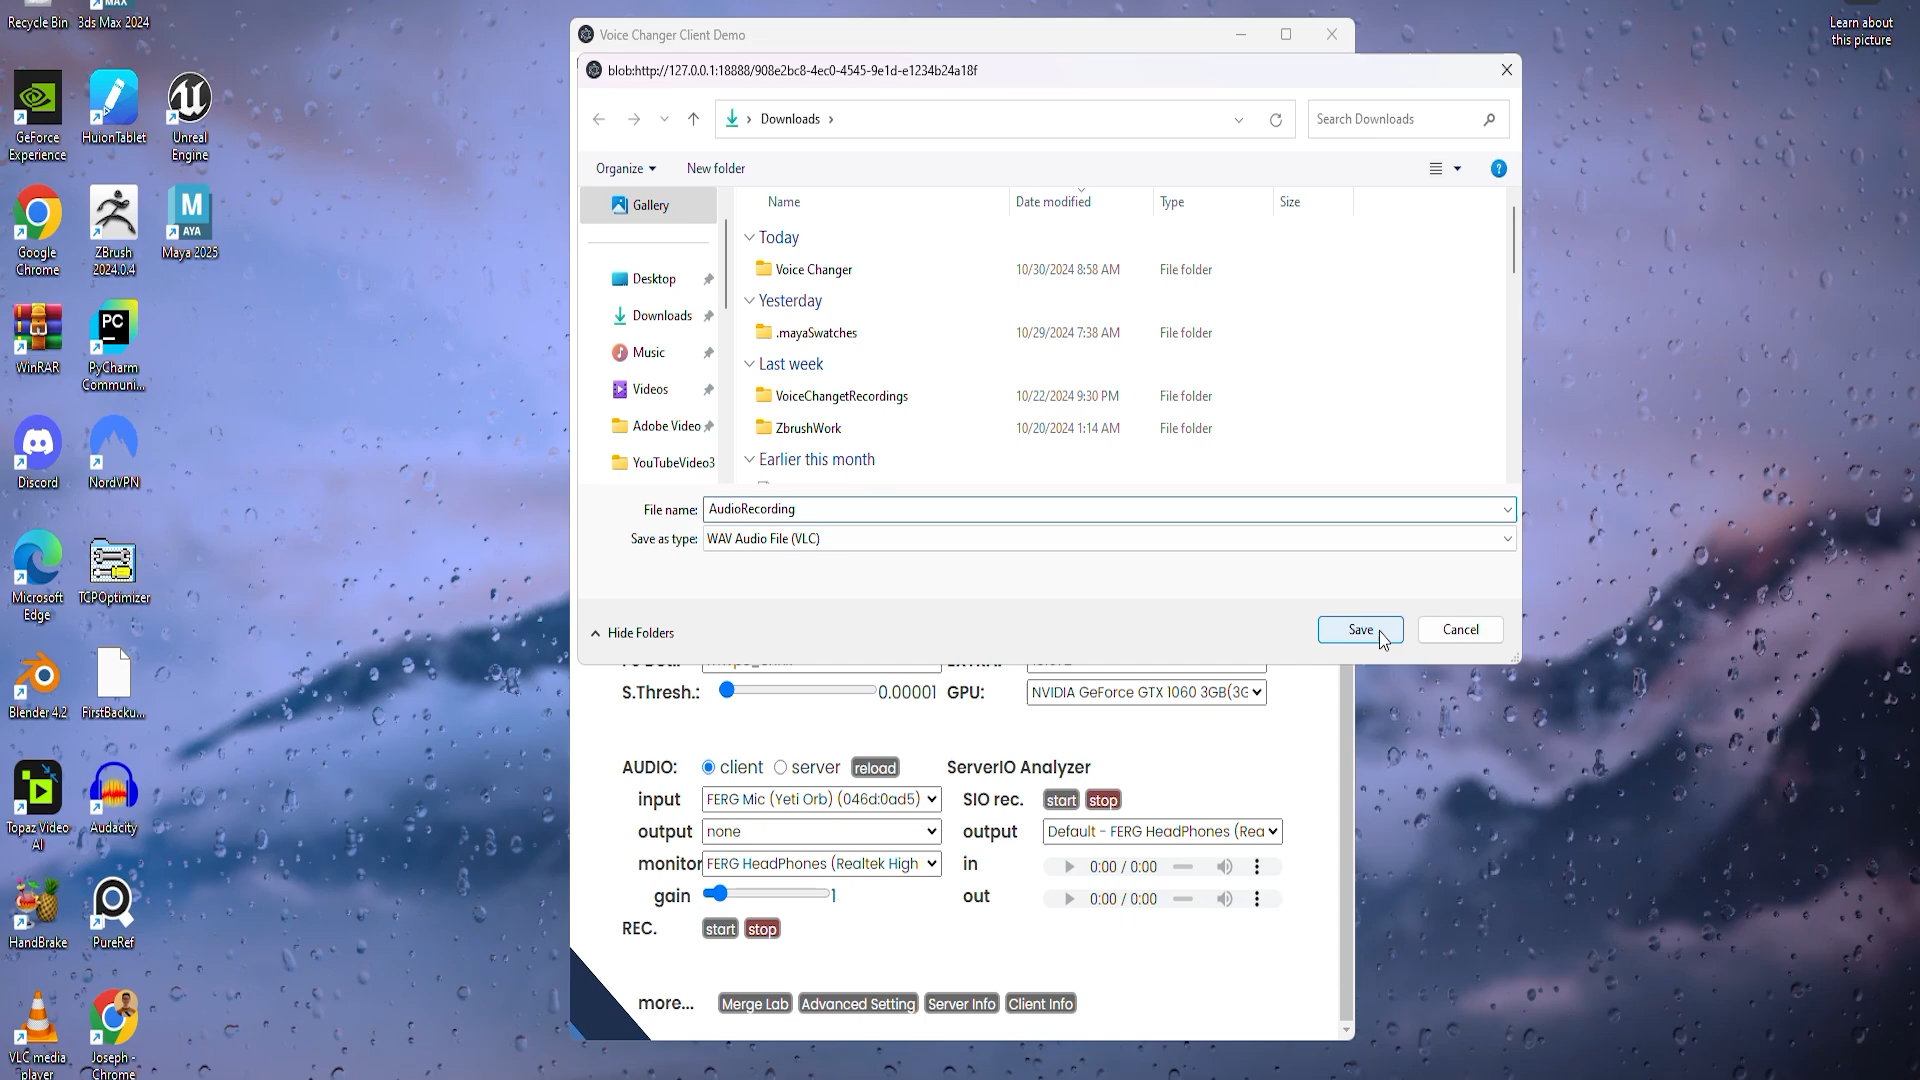 Recycle Bin
3ds Max 2024
GeForce
Experience
HuionTablet
Unreal
Engine
Google
Chrome
ZBrush
2024.0.4
M
AYA
Maya 2025
WinRAR
PC
PyCharm
Communi...
Discord
NordVPN
Microsoft
Edge
TCPOptimizer
Blender 4.2
FirstBacku...
Topaz Video
AI
Audacity
HandBrake
PureRef
VLC media
player
Joseph -
Chrome
Learn about
this picture
Voice Changer Client Demo
blob:http://127.0.0.1:18888/908e2bc8-4ec0-4545-9e1d-e1234b24a18f
Downloads
Search Downloads
Organize
New folder
Gallery
Desktop
Downloads
Music
Videos
Adobe Video
YouTubeVideo3
Name Date modified Type Size
Today
Voice Changer 10/30/2024 8:58 AM File folder
Yesterday
.mayaSwatches 10/29/2024 7:38 AM File folder
Last week
VoiceChangetRecordings 10/22/2024 9:30 PM File folder
ZbrushWork 10/20/2024 1:14 AM File folder
Earlier this month
File name: AudioRecording
Save as type: WAV Audio File (VLC)
Hide Folders
Save
Cancel
S.Thresh.: 0.00001 GPU: NVIDIA GeForce GTX 1060 3GB(3G
AUDIO: client server reload ServerIO Analyzer
input FERG Mic (Yeti Orb) (046d:0ad5) SIO rec. start stop
output none output Default - FERG HeadPhones (Rea
monitor FERG HeadPhones (Realtek High in 0:00 / 0:00
gain 1 out 0:00 / 0:00
REC. start stop
more... Merge Lab Advanced Setting Server Info Client Info